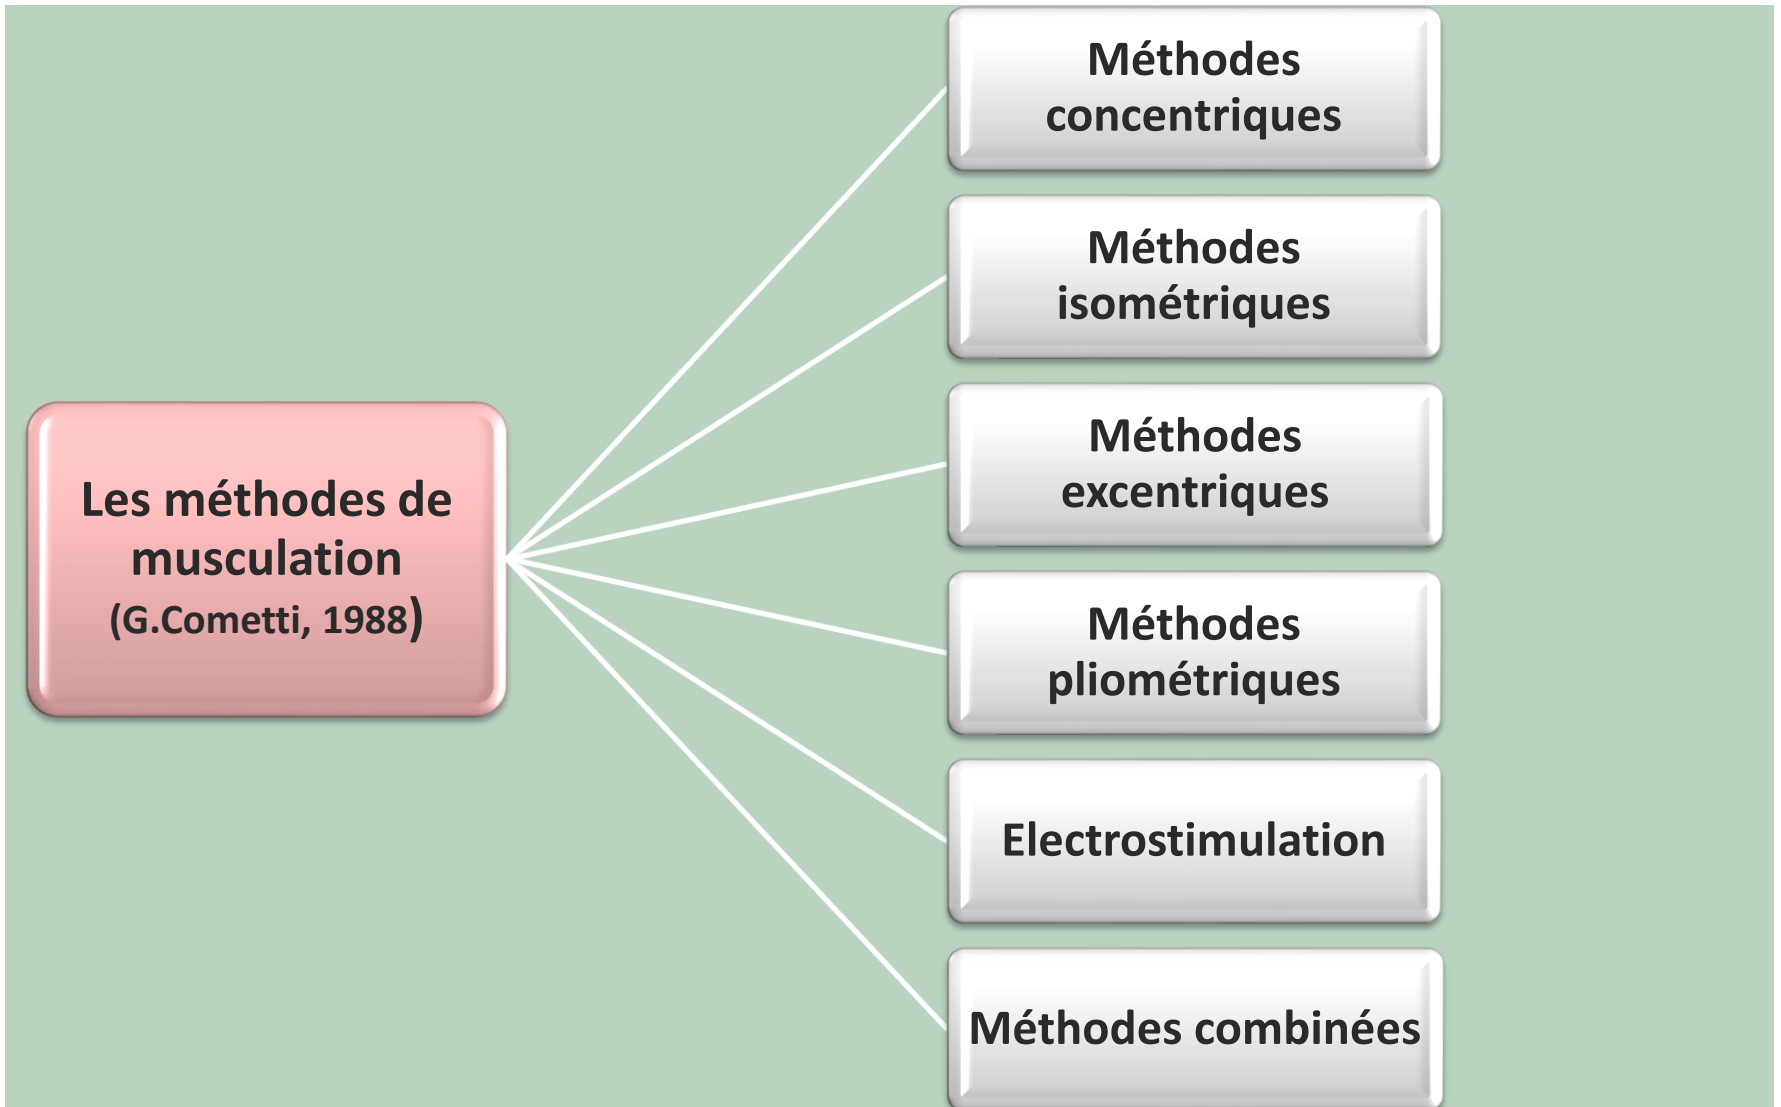 Méthodes
concentriques
Méthodes
isométriques
Méthodes
excentriques
Les méthodes de
musculation
(G.Cometti, 1988)
Méthodes
pliométriques
Electrostimulation
Méthodes combinées